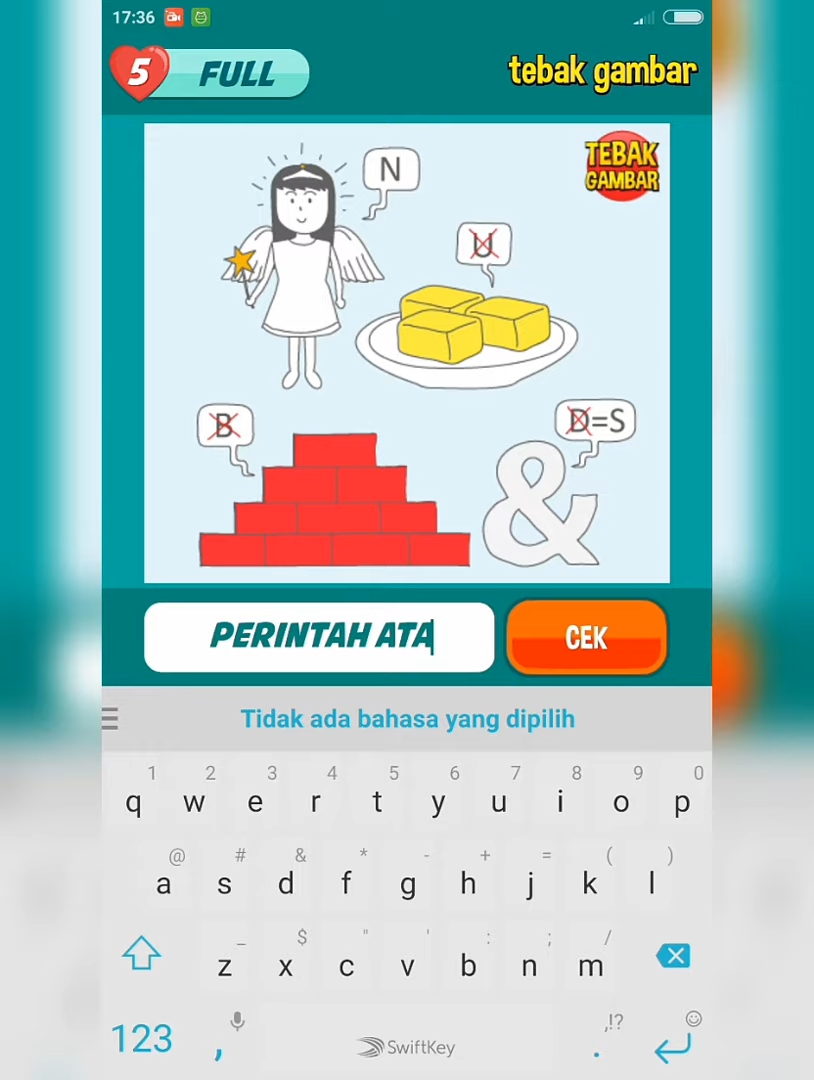 17:36
5 FULL
tebak gambar
N
TEBAK
GAMBAR
U
B
D=S
&
PERINTAH ATA
CEK
Tidak ada bahasa yang dipilih
1 2 3 4 5 6 7 8 9 0
q w e r t y u i o p
@ # & * - + = ( )
a s d f g h j k l
_ $ " ' : ; /
z x c v b n m
123 , SwiftKey . ,!?